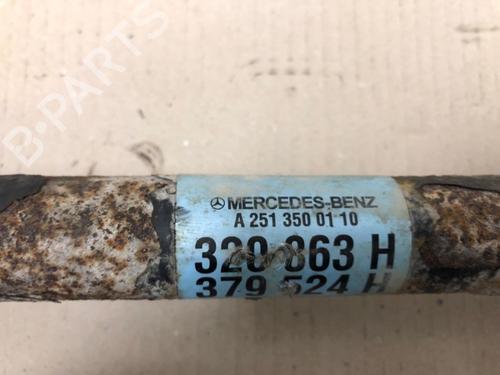 B-PARTS
MERCEDES-BENZ
A 251 350 01 10
320 863 H
379 524 H